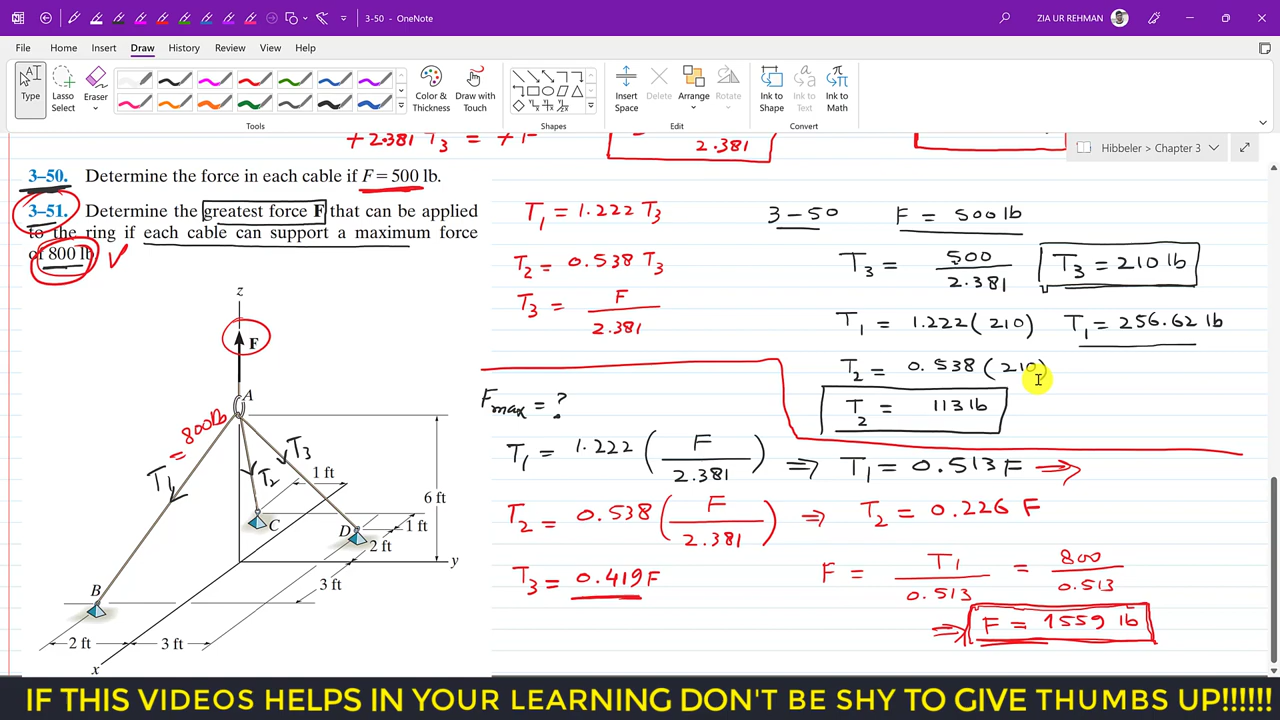 3-50 - OneNote
ZIA UR REHMAN
File Home Insert Draw History Review View Help
Type
Lasso Select
Eraser
Tools
Color & Thickness
Draw with Touch
Shapes
Insert Space
Delete
Arrange
Rotate
Edit
Ink to Shape
Ink to Text
Ink to Math
Convert
Hibbeler > Chapter 3
+2.381 T3 = +F
2.381
3–50. Determine the force in each cable if F = 500 lb.
3–51. Determine the greatest force F that can be applied
to the ring if each cable can support a maximum force
of 800 lb.
z
F
A
= 800lb
T1
T2
T3
1 ft
6 ft
C
D
1 ft
2 ft
y
3 ft
B
2 ft
3 ft
x
T1 = 1.222 T3
T2 = 0.538 T3
T3 = F / 2.381
3-50 F = 500 lb
T3 = 500 / 2.381 T3 = 210 lb
T1 = 1.222 (210) T1 = 256.62 lb
T2 = 0.538 (210)
T2 = 113 lb
Fmax = ?
T1 = 1.222 (F / 2.381) ⇒ T1 = 0.513 F
T2 = 0.538 (F / 2.381) ⇒ T2 = 0.226 F
T3 = 0.419 F
F = T1 / 0.513 = 800 / 0.513
⇒ F = 1559 lb
IF THIS VIDEOS HELPS IN YOUR LEARNING DON'T BE SHY TO GIVE THUMBS UP!!!!!!